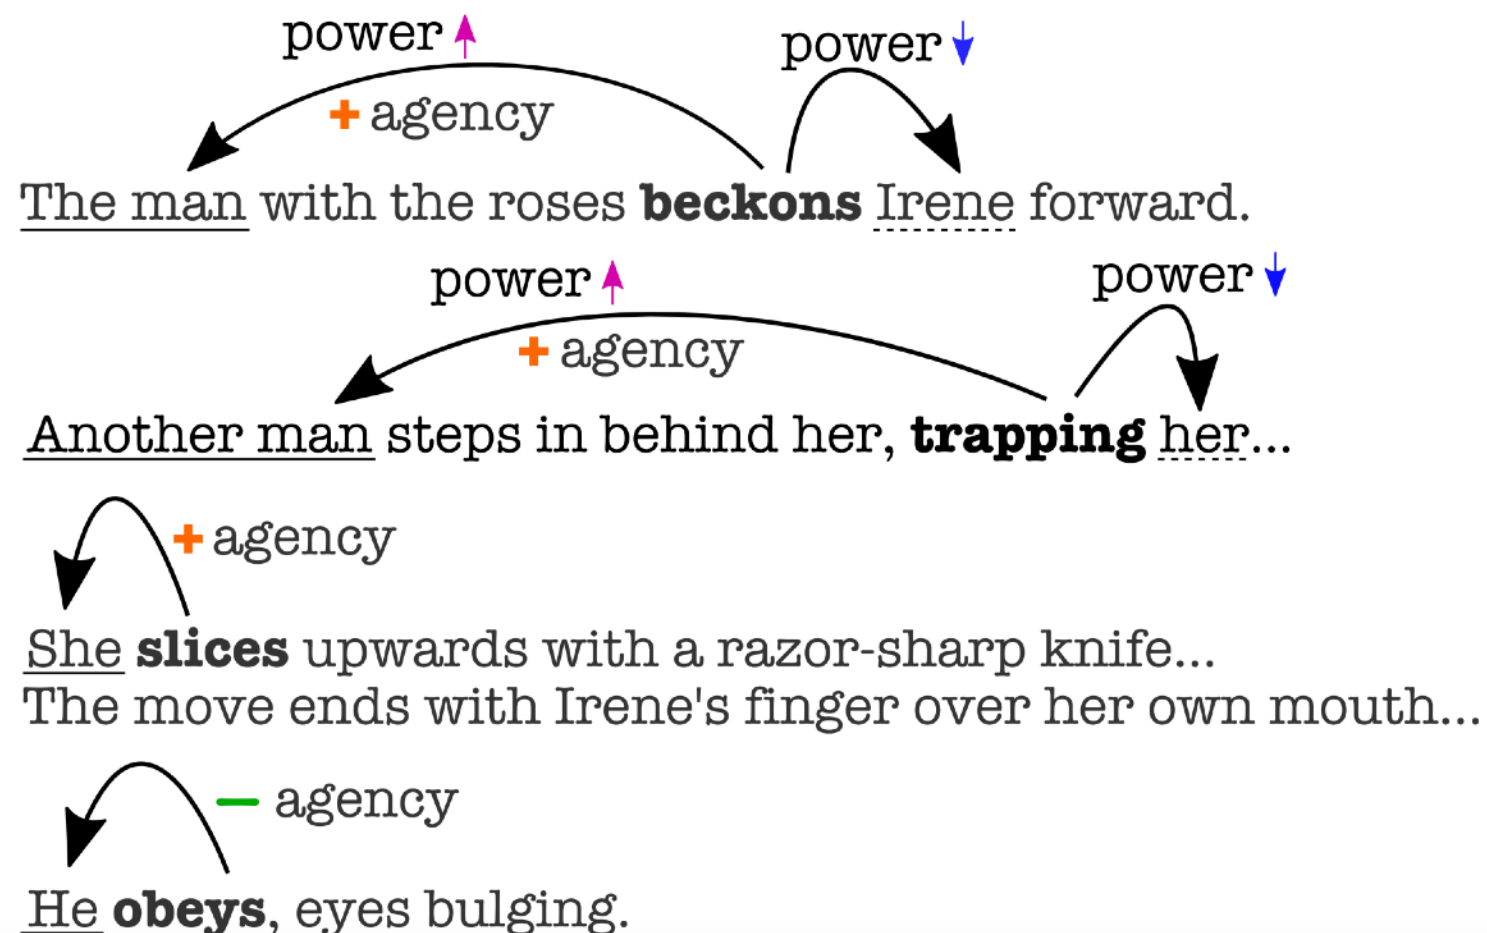 power power
+ agency
The man with the roses beckons Irene forward.
power power
+ agency
Another man steps in behind her, trapping her...
+ agency
She slices upwards with a razor-sharp knife...
The move ends with Irene's finger over her own mouth...
— agency
He obeys, eyes bulging.